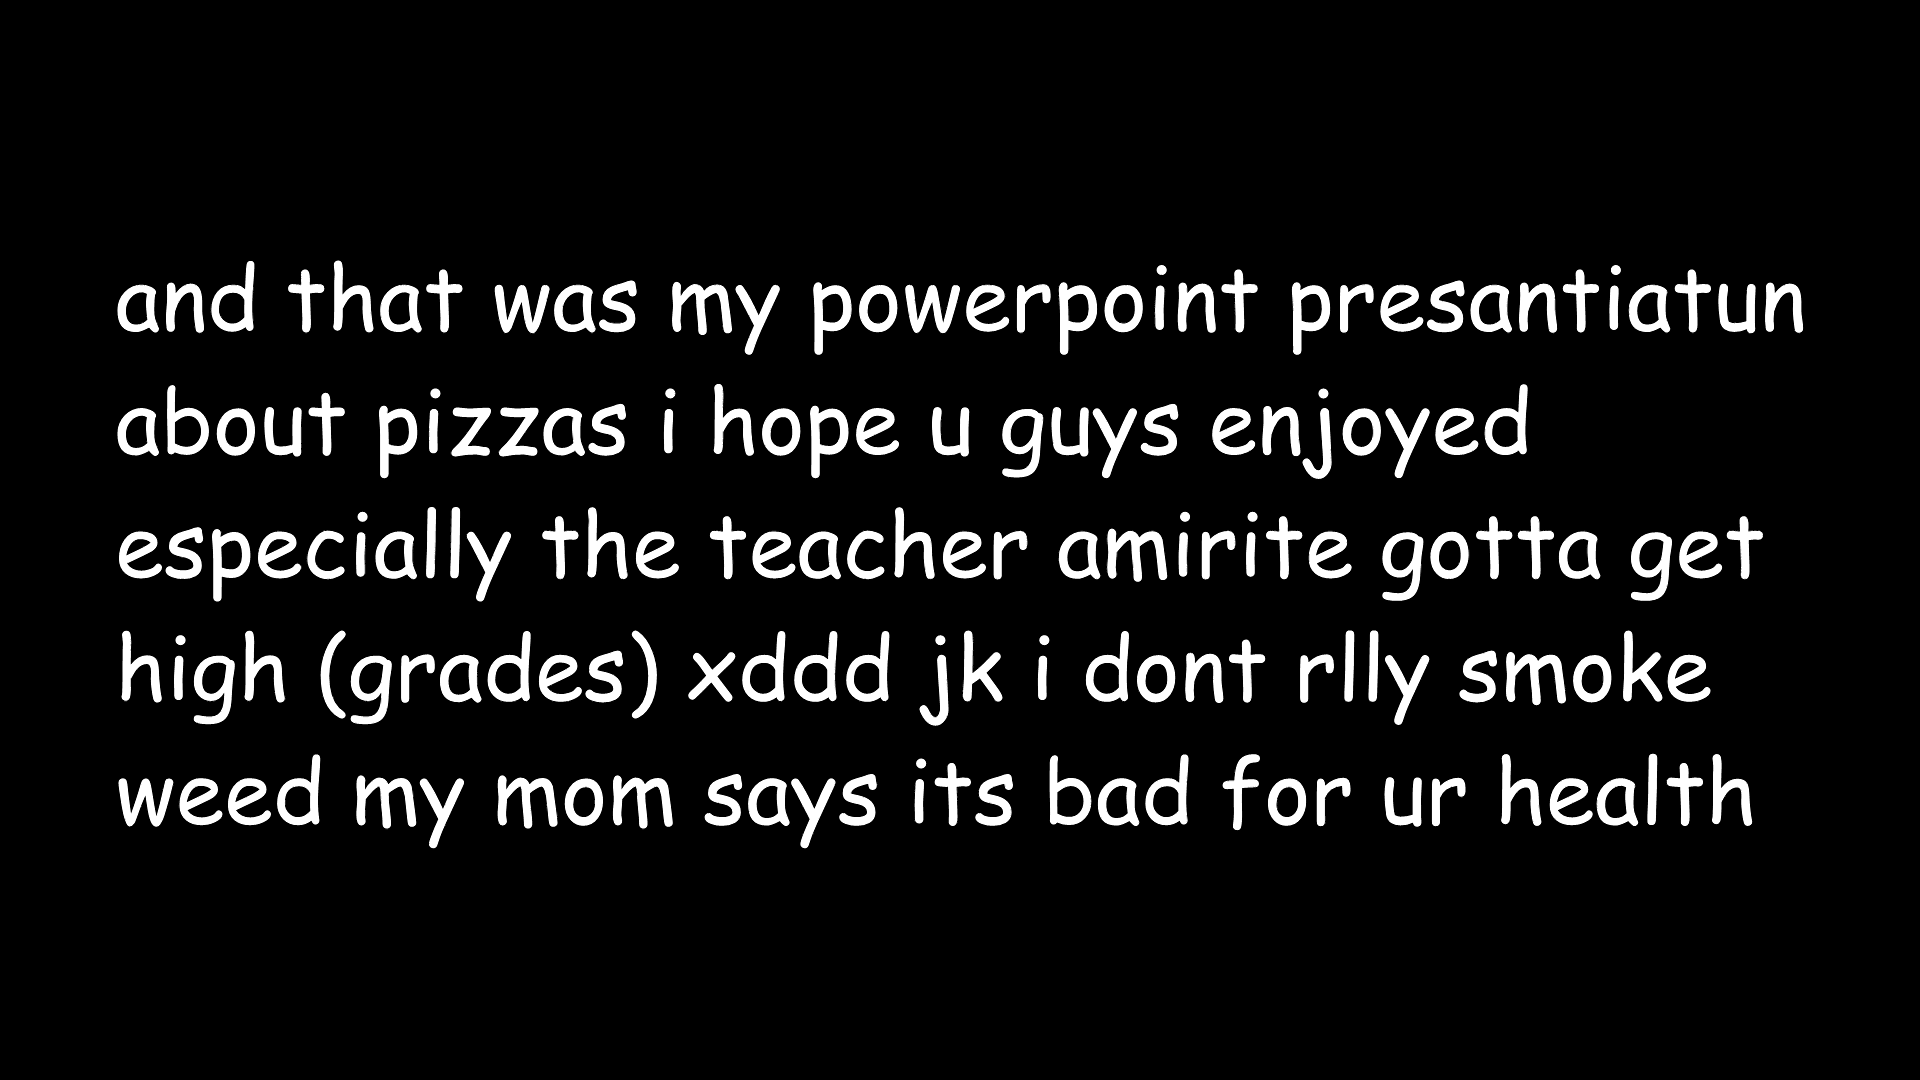 and that was my powerpoint presantiatun
about pizzas i hope u guys enjoyed
especially the teacher amirite gotta get
high (grades) xddd jk i dont rlly smoke
weed my mom says its bad for ur health